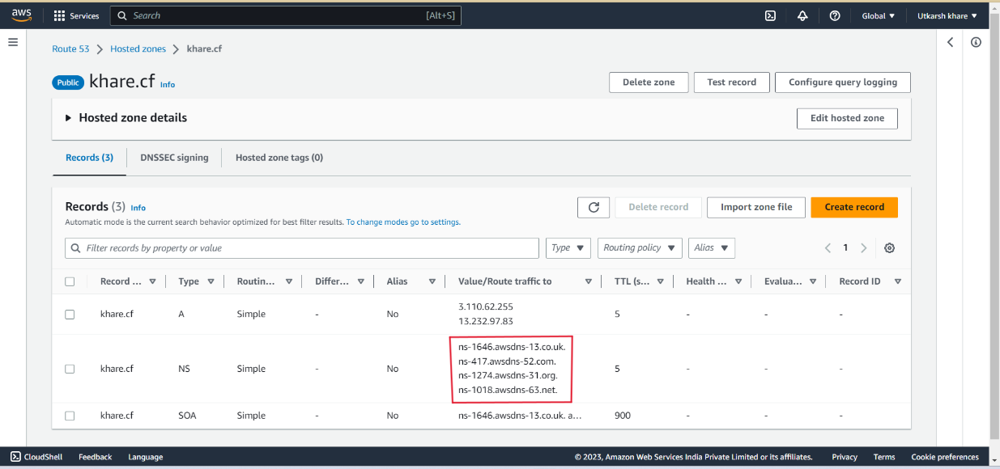 aws
Services
Search [Alt+S]
Global
Utkarsh khare
Route 53 Hosted zones khare.cf
Public khare.cf Info
Delete zone
Test record
Configure query logging
Hosted zone details
Edit hosted zone
Records (3)
DNSSEC signing
Hosted zone tags (0)
Records (3) Info
Automatic mode is the current search behavior optimized for best filter results. To change modes go to settings.
Delete record
Import zone file
Create record
Filter records by property or value
Type
Routing policy
Alias
1
Record ... Type Routin... Differ... Alias Value/Route traffic to TTL (s... Health ... Evalua... Record ID
khare.cf A Simple - No 3.110.62.255 5 - - -
13.232.97.83
ns-1646.awsdns-13.co.uk.
ns-417.awsdns-52.com.
khare.cf NS Simple - No 5 - - -
ns-1274.awsdns-31.org.
ns-1018.awsdns-63.net.
khare.cf SOA Simple - No ns-1646.awsdns-13.co.uk. a... 900 - - -
CloudShell Feedback Language
© 2023, Amazon Web Services India Private Limited or its affiliates.
Privacy Terms Cookie preferences